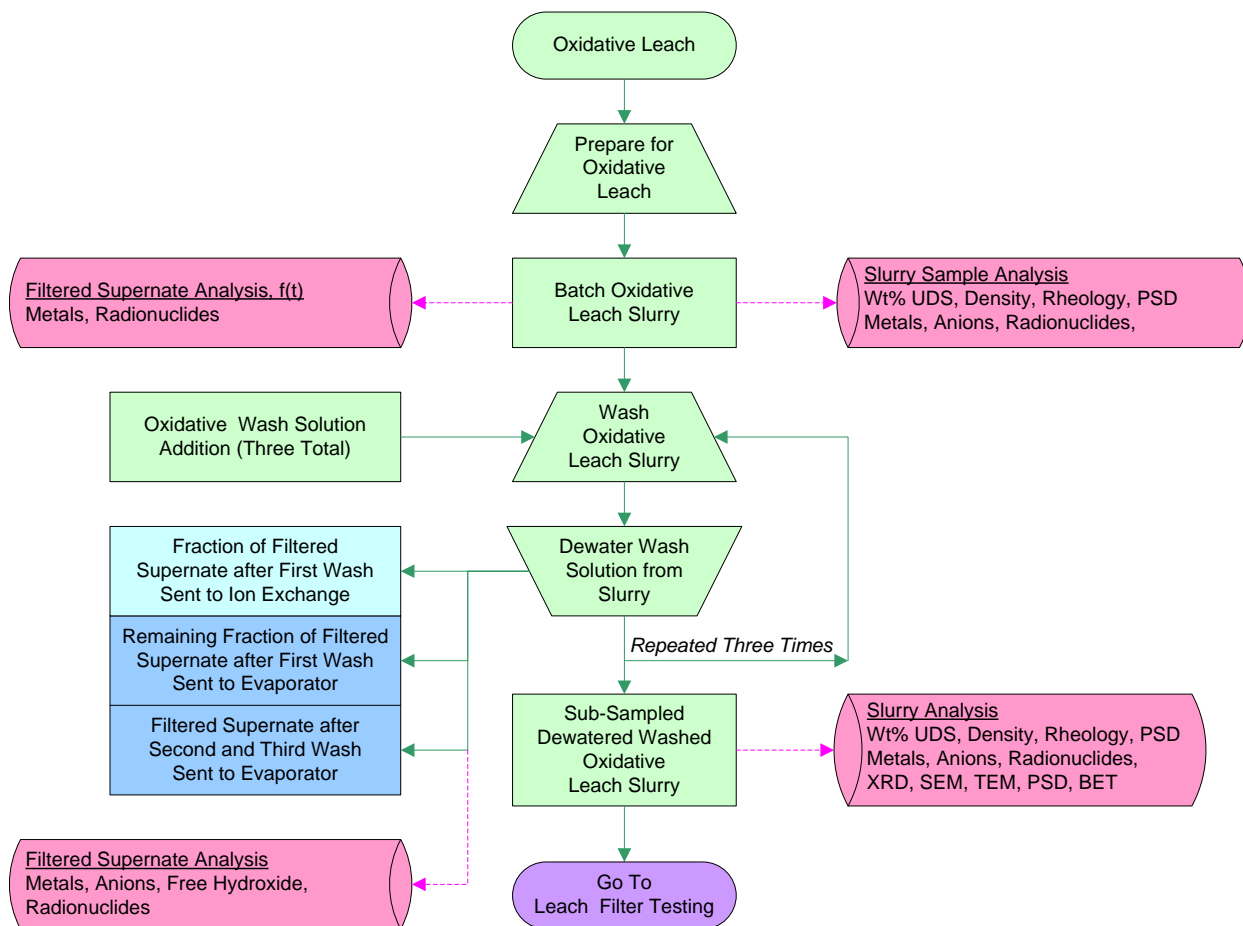 Oxidative Leach
Prepare for
Oxidative
Leach
Filtered Supernate Analysis, f(t)
Metals, Radionuclides
Batch Oxidative
Leach Slurry
Slurry Sample Analysis
Wt% UDS, Density, Rheology, PSD
Metals, Anions, Radionuclides,
Oxidative Wash Solution
Addition (Three Total)
Wash
Oxidative
Leach Slurry
Fraction of Filtered
Supernate after First Wash
Sent to Ion Exchange
Dewater Wash
Solution from
Slurry
Remaining Fraction of Filtered
Supernate after First Wash
Sent to Evaporator
Repeated Three Times
Filtered Supernate after
Second and Third Wash
Sent to Evaporator
Sub-Sampled
Dewatered Washed
Oxidative
Leach Slurry
Slurry Analysis
Wt% UDS, Density, Rheology, PSD
Metals, Anions, Radionuclides,
XRD, SEM, TEM, PSD, BET
Filtered Supernate Analysis
Metals, Anions, Free Hydroxide,
Radionuclides
Go To
Leach Filter Testing